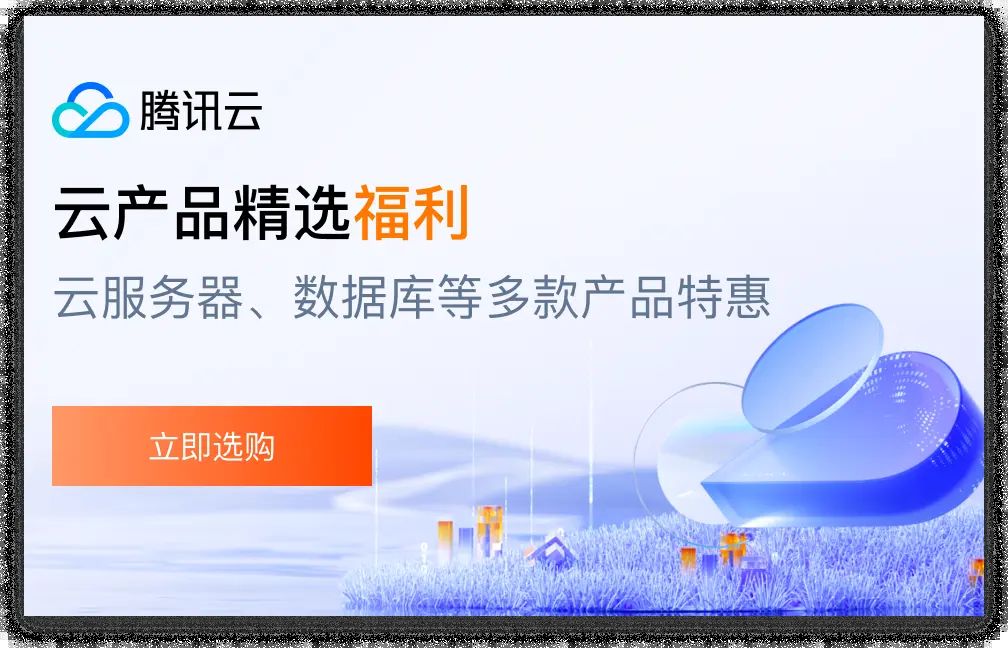 腾讯云
云产品精选福利
云服务器、数据库等多款产品特惠
立即选购